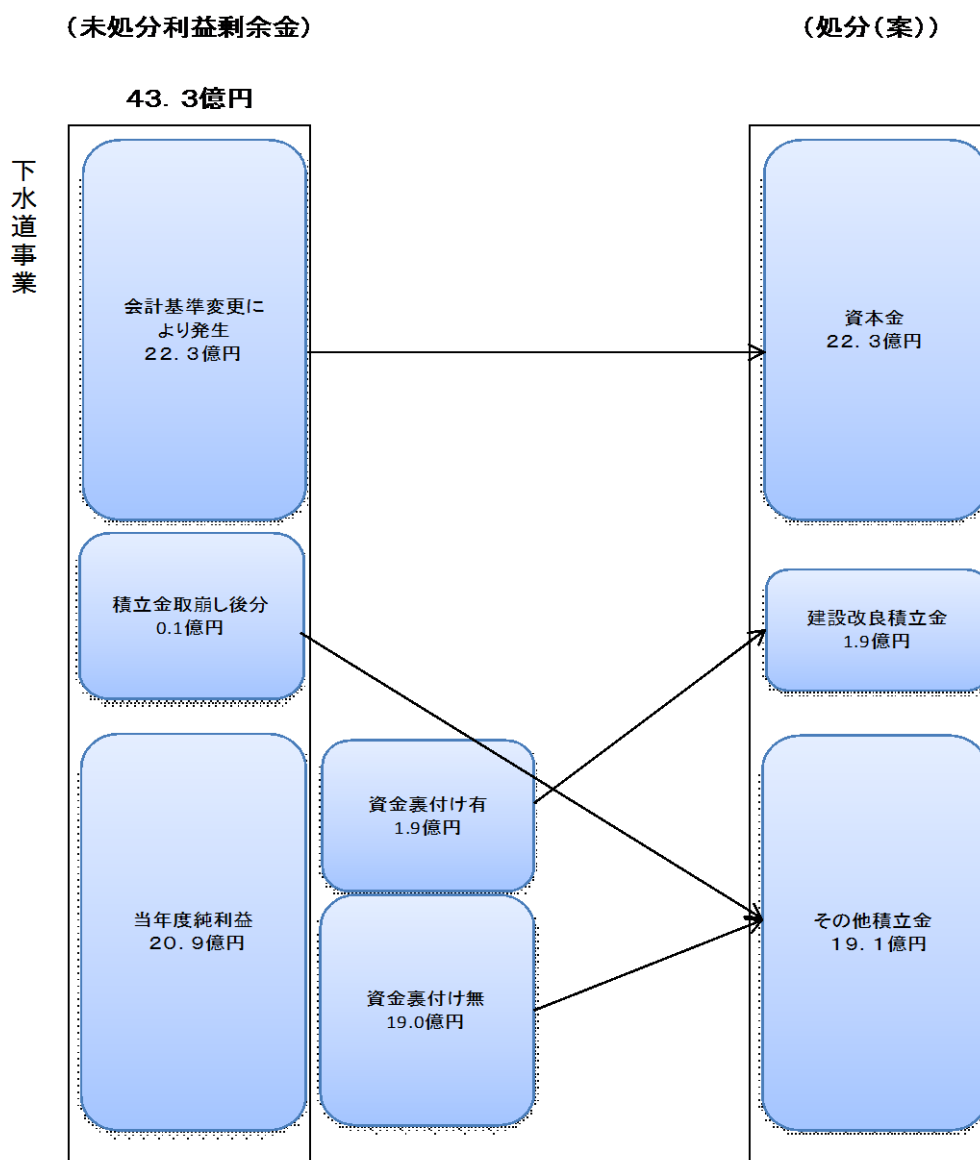 (未処分利益剰余金)
(処分(案))
43. 3億円
下水道事業
会計基準変更に
より発生
22. 3億円
資本金
22. 3億円
積立金取崩し後分
0.1億円
建設改良積立金
1.9億円
資金裏付け有
1.9億円
当年度純利益
20. 9億円
その他積立金
19. 1億円
資金裏付け無
19.0億円